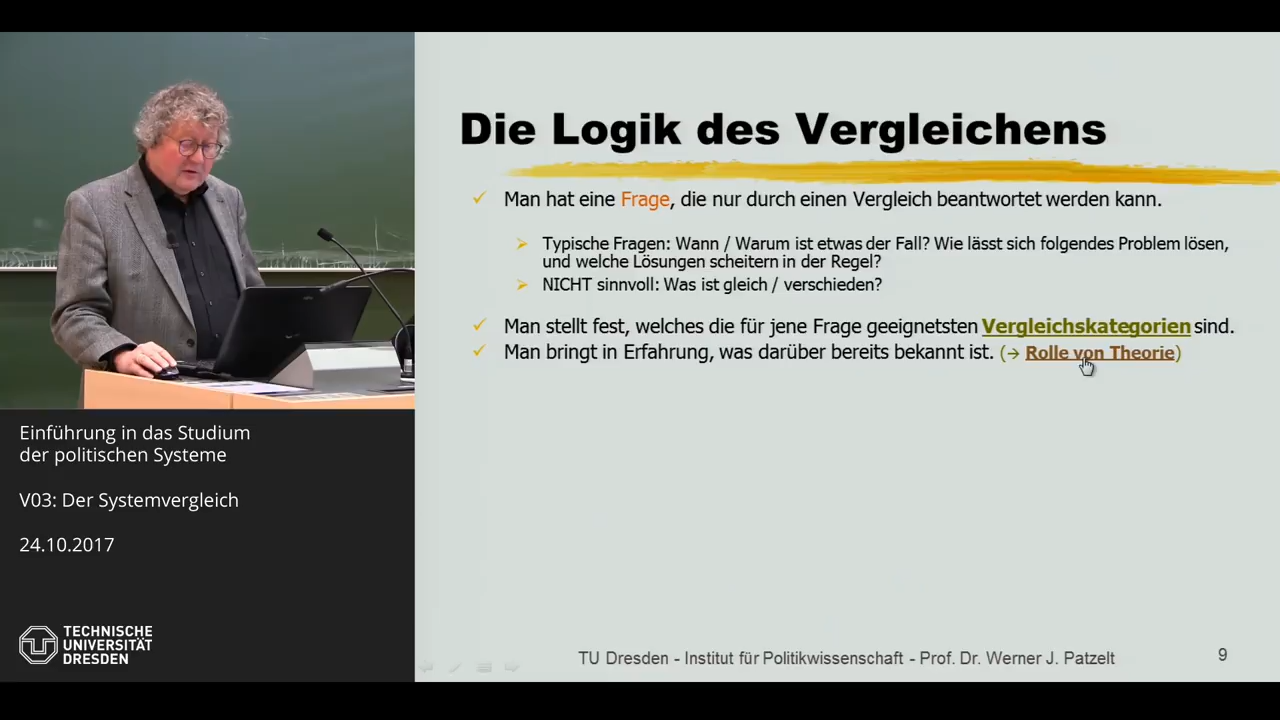 Die Logik des Vergleichens
Man hat eine Frage, die nur durch einen Vergleich beantwortet werden kann.
Typische Fragen: Wann / Warum ist etwas der Fall? Wie lässt sich folgendes Problem lösen,
und welche Lösungen scheitern in der Regel?
NICHT sinnvoll: Was ist gleich / verschieden?
Man stellt fest, welches die für jene Frage geeignetsten Vergleichskategorien sind.
Man bringt in Erfahrung, was darüber bereits bekannt ist. (→ Rolle von Theorie)
Einführung in das Studium
der politischen Systeme
V03: Der Systemvergleich
24.10.2017
TECHNISCHE
UNIVERSITÄT
DRESDEN
TU Dresden - Institut für Politikwissenschaft - Prof. Dr. Werner J. Patzelt
9